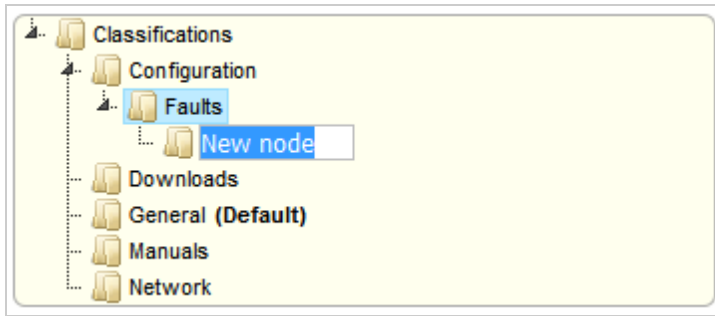 Classifications
Configuration
Faults
New node
Downloads
General (Default)
Manuals
Network